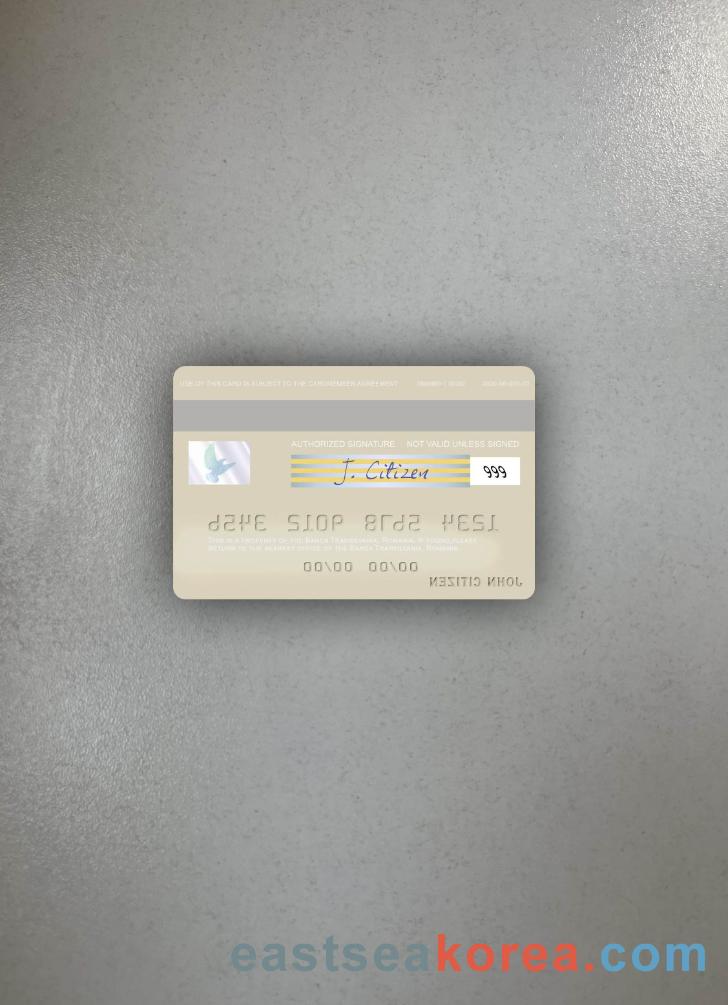 USE OF THIS CARD IS SUBJECT TO THE CARDMEMBER AGREEMENT
AUTHORIZED SIGNATURE NOT VALID UNLESS SIGNED
J. Citizen 999
THIS IS A PROPERTY OF THE BANCA TRANSILVANIA, ROMANIA. IF FOUND, PLEASE
RETURN TO THE NEAREST OFFICE OF THE BANCA TRANSILVANIA, ROMANIA.
00/00 00/00
JOHN CITIZEN
eastseakorea.com